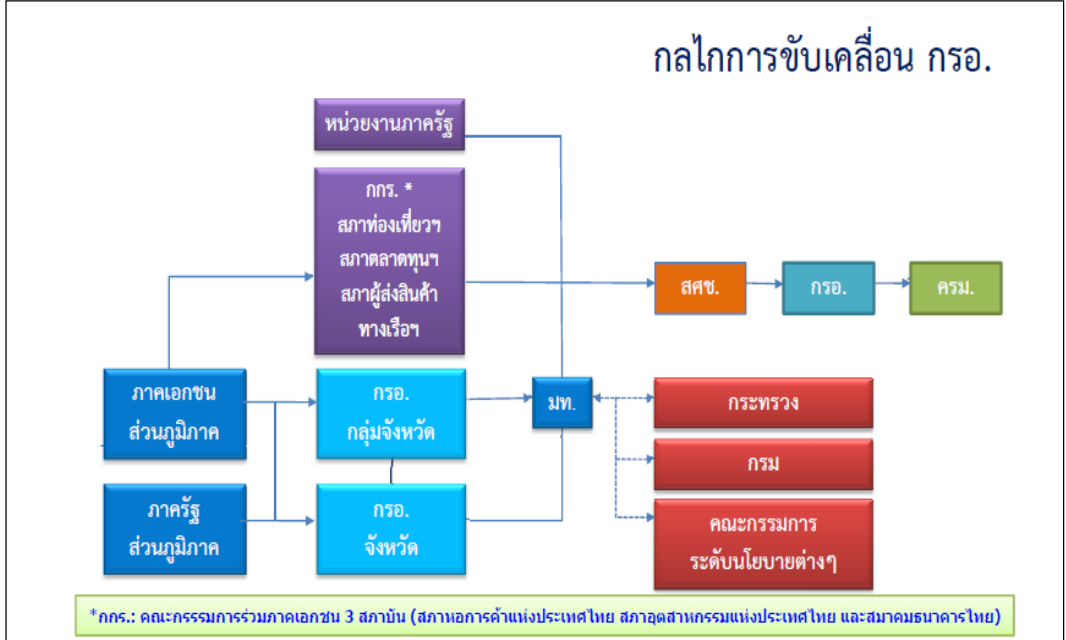 กลไกการขับเคลื่อน กรอ.
หน่วยงานภาครัฐ
กกร. *
สภาท่องเที่ยวฯ
สภาตลาดทุนฯ
สภาผู้ส่งสินค้า
ทางเรือฯ
สศช.
กรอ.
ครม.
ภาคเอกชน
ส่วนภูมิภาค
กรอ.
กลุ่มจังหวัด
มท.
กระทรวง
กรม
ภาครัฐ
ส่วนภูมิภาค
กรอ.
จังหวัด
คณะกรรมการ
ระดับนโยบายต่างๆ
*กกร.: คณะกรรรมการร่วมภาคเอกชน 3 สภาบัน (สภาหอการค้าแห่งประเทศไทย สภาอุตสาหกรรมแห่งประเทศไทย และสมาคมธนาคารไทย)